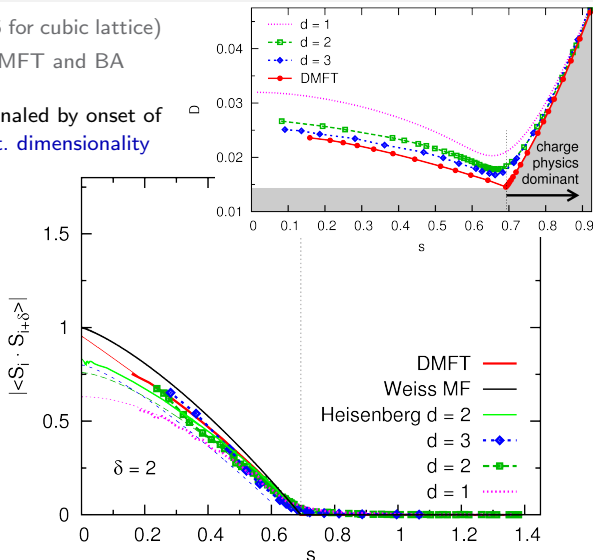 for cubic lattice)
MFT and BA
naled by onset of
t. dimensionality
d = 1
d = 2
d = 3
DMFT
D
0.04
0.03
0.02
0.01
charge
physics
dominant
0 0.1 0.2 0.3 0.4 0.5 0.6 0.7 0.8 0.9
s
|<S_i · S_{i+δ}>|
1.5
1
0.5
0
DMFT
Weiss MF
Heisenberg d = 2
d = 3
d = 2
d = 1
δ = 2
0 0.2 0.4 0.6 0.8 1 1.2 1.4
s